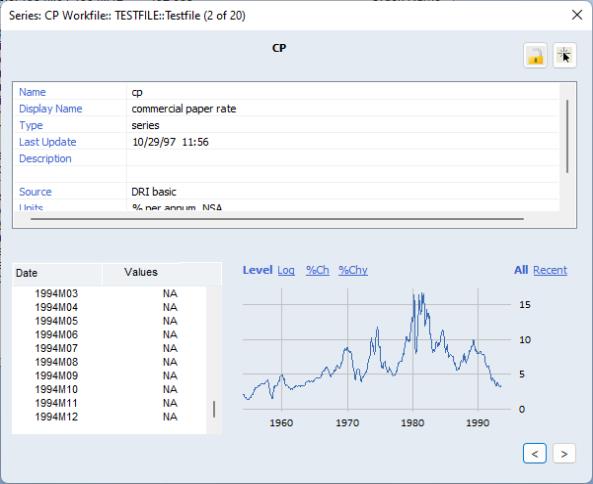 Series: CP Workfile:: TESTFILE::Testfile (2 of 20)
CP
Name cp
Display Name commercial paper rate
Type series
Last Update 10/29/97 11:56
Description
Source DRI basic
Units % per annum, NSA
Date Values
1994M03 NA
1994M04 NA
1994M05 NA
1994M06 NA
1994M07 NA
1994M08 NA
1994M09 NA
1994M10 NA
1994M11 NA
1994M12 NA
Level Log %Ch %Chy All Recent
15
10
5
0
1960 1970 1980 1990
< >